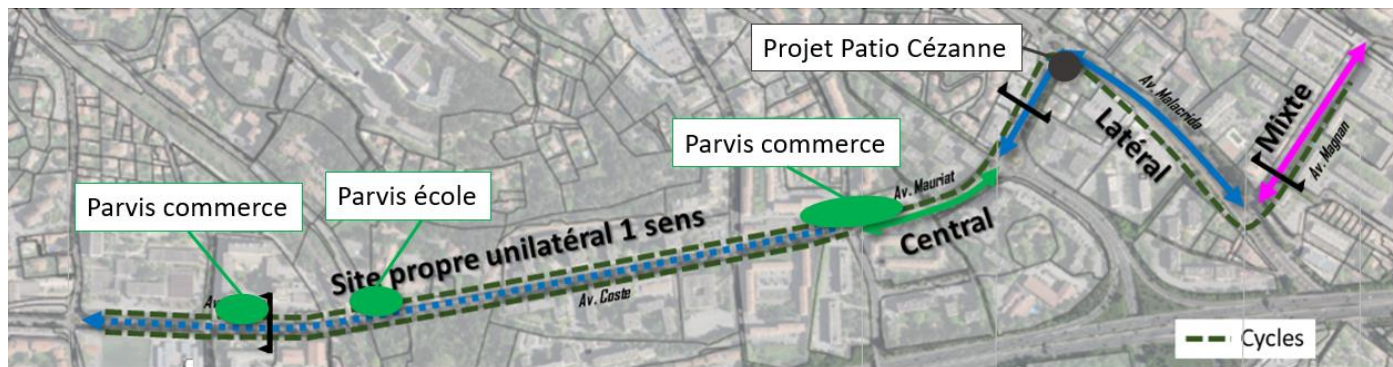 Projet Patio Cézanne
Parvis commerce
Parvis école
Parvis commerce
Site propre unilatéral 1 sens
Av. Coste
Av. Mauriat
Central
Av. Malacrida
Latéral
Mixte
Av. Magnan
Av
Cycles